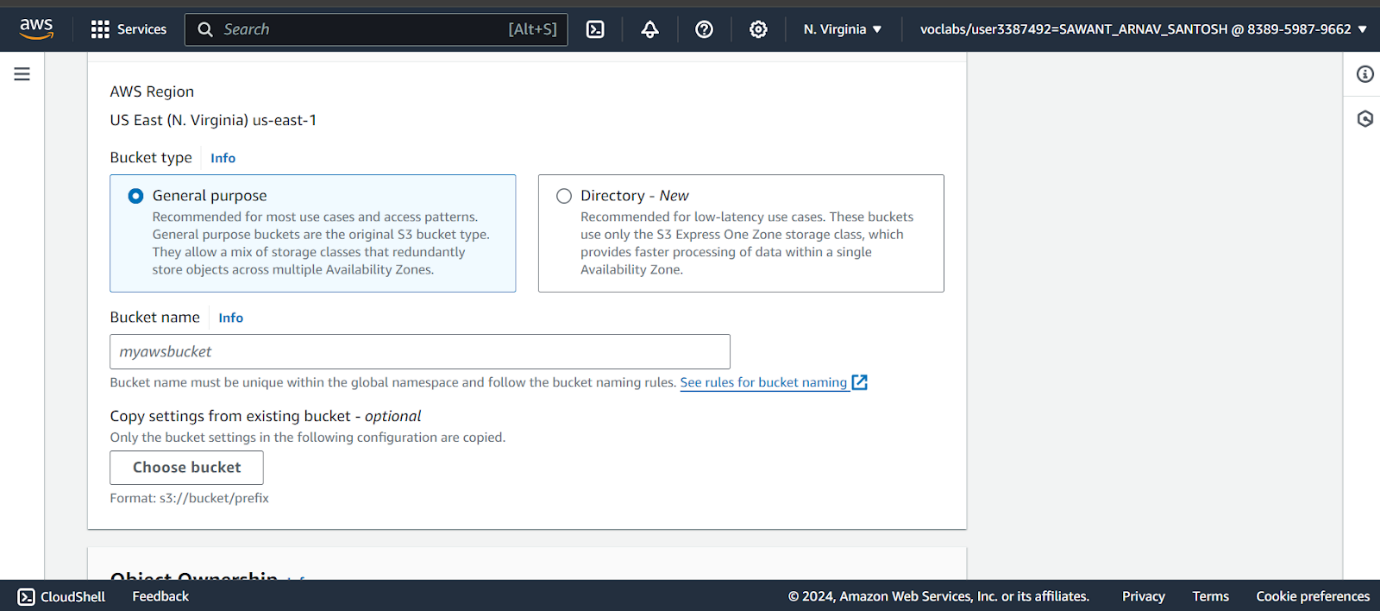 aws Services Search [Alt+S] N. Virginia ▼ voclabs/user3387492=SAWANT_ARNAV_SANTOSH @ 8389-5987-9662 ▼
AWS Region
US East (N. Virginia) us-east-1
Bucket type Info
General purpose
Recommended for most use cases and access patterns.
General purpose buckets are the original S3 bucket type.
They allow a mix of storage classes that redundantly
store objects across multiple Availability Zones.
Directory - New
Recommended for low-latency use cases. These buckets
use only the S3 Express One Zone storage class, which
provides faster processing of data within a single
Availability Zone.
Bucket name Info
myawsbucket
Bucket name must be unique within the global namespace and follow the bucket naming rules. See rules for bucket naming
Copy settings from existing bucket - optional
Only the bucket settings in the following configuration are copied.
Choose bucket
Format: s3://bucket/prefix
Object Ownership Info
CloudShell Feedback © 2024, Amazon Web Services, Inc. or its affiliates. Privacy Terms Cookie preferences